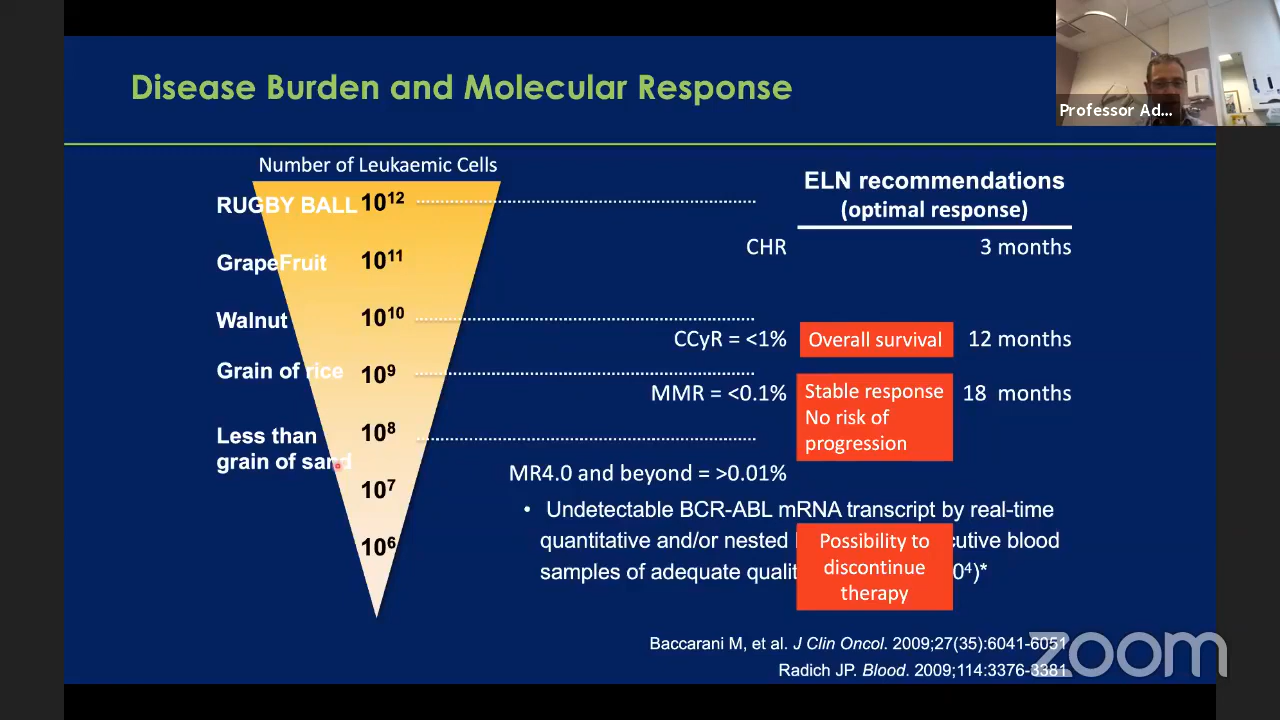 Disease Burden and Molecular Response
Professor Ad...
Number of Leukaemic Cells
RUGBY BALL 10¹²
GrapeFruit 10¹¹
Walnut 10¹⁰
Grain of rice 10⁹
10⁸
Less than
grain of sand
10⁷
10⁶
ELN recommendations
(optimal response)
CHR 3 months
CCyR = <1% Overall survival 12 months
MMR = <0.1% Stable response 18 months
No risk of
progression
MR4.0 and beyond = >0.01%
• Undetectable BCR-ABL mRNA transcript by real-time
quantitative and/or nested cutive blood
samples of adequate qualit 0⁴)*
Possibility to
discontinue
therapy
Baccarani M, et al. J Clin Oncol. 2009;27(35):6041-6051
Radich JP. Blood. 2009;114:3376-3381
zoom